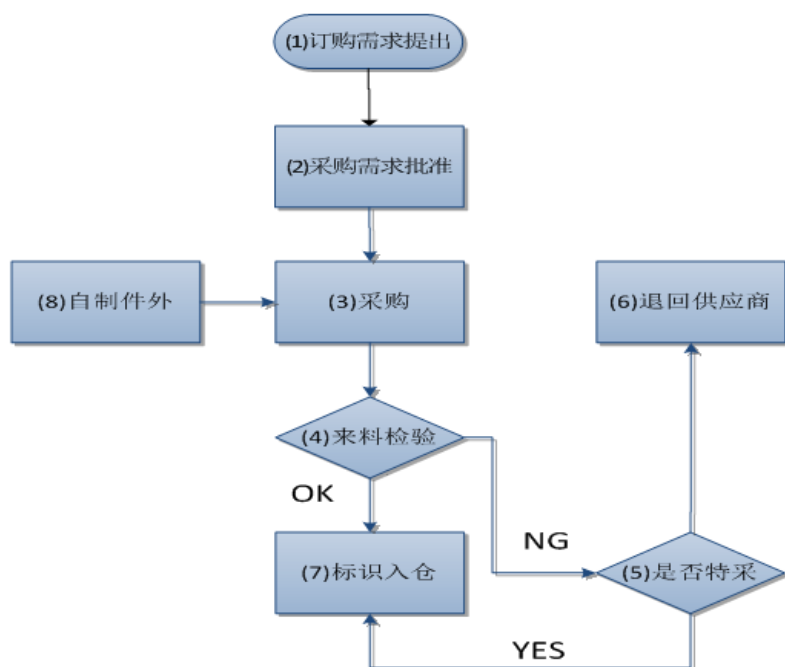 (1)订购需求提出
(2)采购需求批准
(8)自制件外
(3)采购
(6)退回供应商
(4)来料检验
OK
NG
(7)标识入仓
(5)是否特采
YES